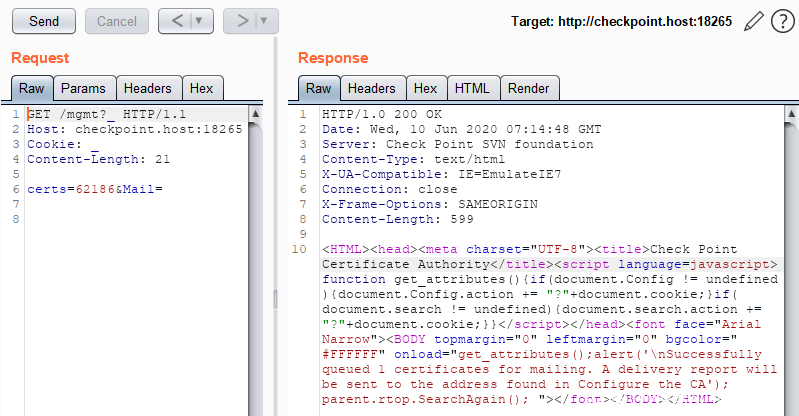 Send Cancel < > Target: http://checkpoint.host:18265 ?
Request
Raw Params Headers Hex
1 GET /mgmt?_ HTTP/1.1
2 Host: checkpoint.host:18265
3 Cookie: _
4 Content-Length: 21
5
6 certs=62186&Mail=
7
8
Response
Raw Headers Hex HTML Render
1 HTTP/1.0 200 OK
2 Date: Wed, 10 Jun 2020 07:14:48 GMT
3 Server: Check Point SVN foundation
4 Content-Type: text/html
5 X-UA-Compatible: IE=EmulateIE7
6 Connection: close
7 X-Frame-Options: SAMEORIGIN
8 Content-Length: 599
9
10 <HTML><head><meta charset="UTF-8"><title>Check Point
Certificate Authority</title><script language=javascript>
function get_attributes(){if(document.Config != undefined
){document.Config.action += "?"+document.cookie;}if(
document.search != undefined){document.search.action +=
"?"+document.cookie;}}</script></head><font face="Arial
Narrow"><BODY topmargin="0" leftmargin="0" bgcolor="
#FFFFFF" onload="get_attributes();alert('\nSuccessfully
queued 1 certificates for mailing. A delivery report will
be sent to the address found in Configure the CA');
parent.rtop.SearchAgain(); "></font></BODY></HTML>